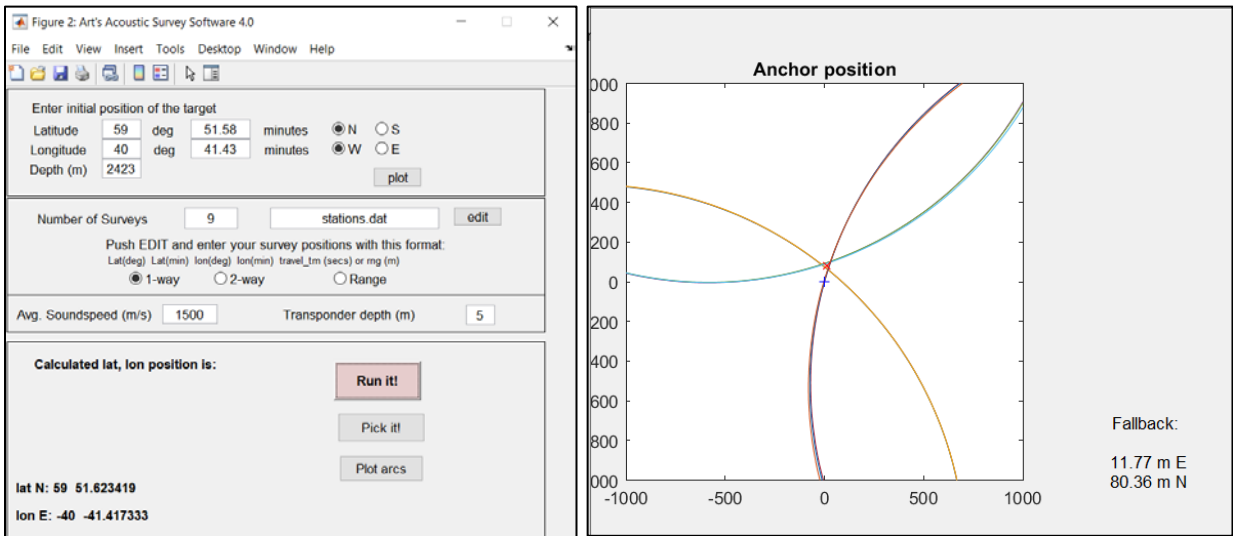 Figure 2: Art's Acoustic Survey Software 4.0
File Edit View Insert Tools Desktop Window Help
Enter initial position of the target
Latitude 59 deg 51.58 minutes N S
Longitude 40 deg 41.43 minutes W E
Depth (m) 2423
plot
Number of Surveys 9 stations.dat edit
Push EDIT and enter your survey positions with this format:
Lat(deg) Lat(min) lon(deg) lon(min) travel_tm (secs) or rng (m)
1-way 2-way Range
Avg. Soundspeed (m/s) 1500 Transponder depth (m) 5
Calculated lat, lon position is:
Run it!
Pick it!
Plot arcs
lat N: 59 51.623419
lon E: -40 -41.417333
Anchor position
000
800
600
400
200
0
200
400
600
800
000
-1000 -500 0 500 1000
Fallback:
11.77 m E
80.36 m N